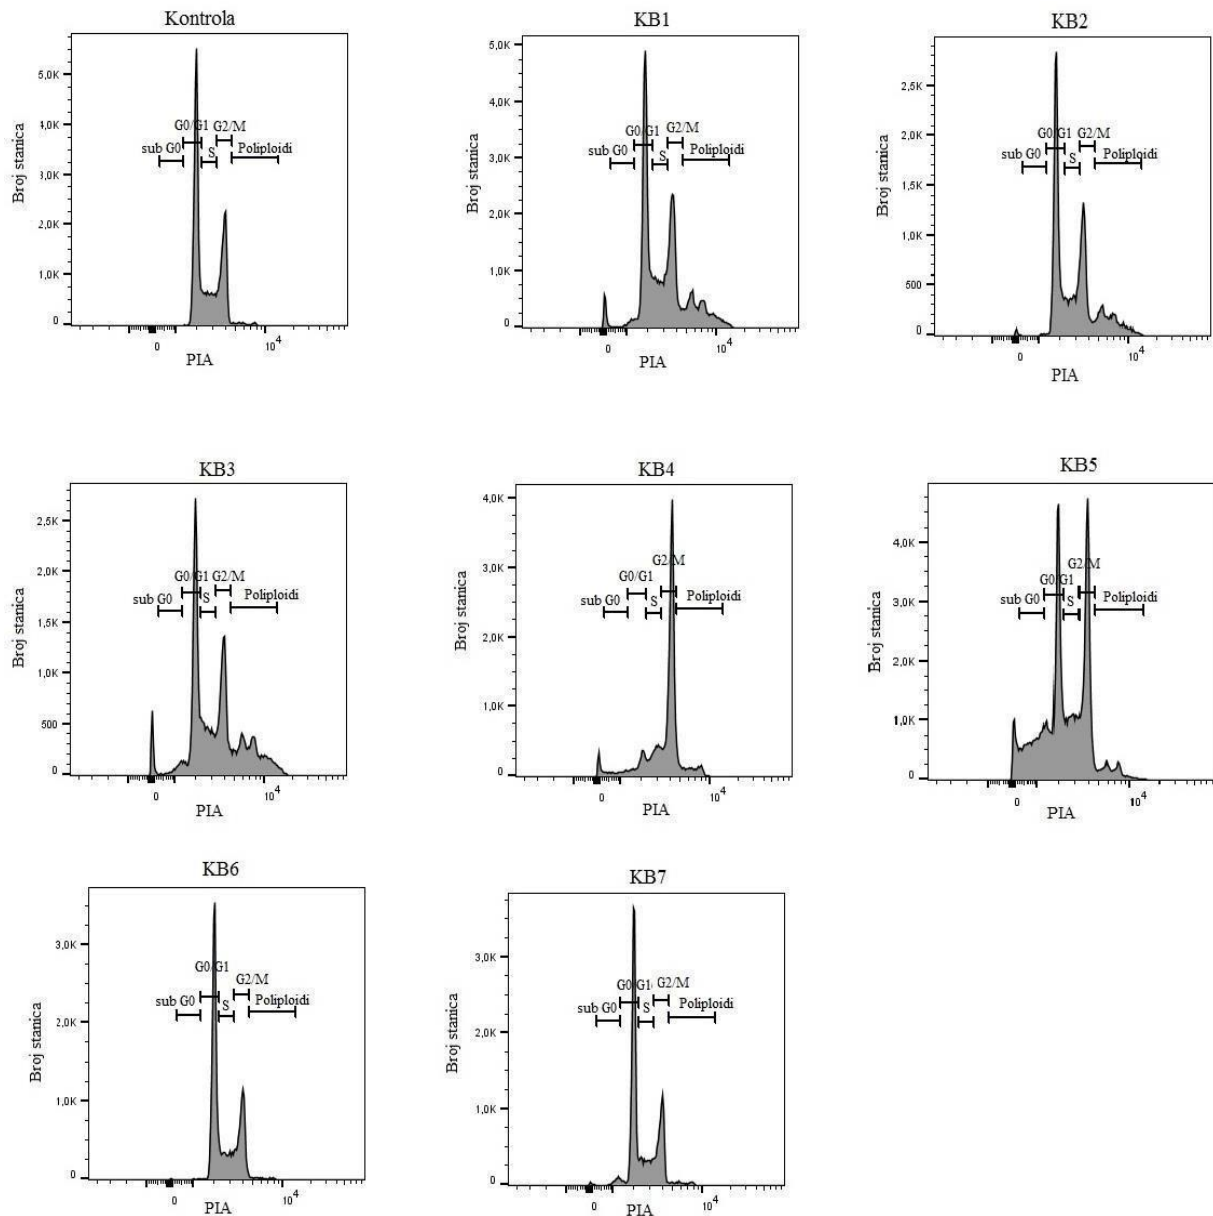 Kontrola
5,0K
4,0K
3,0K
2,0K
1,0K
0
Broj stanica
sub G0
G0/G1
S
G2/M
Poliploidi
0
10^4
PIA
KB1
5,0K
4,0K
3,0K
2,0K
1,0K
0
Broj stanica
sub G0
G0/G1
S
G2/M
Poliploidi
0
10^4
PIA
KB2
2,5K
2,0K
1,5K
1,0K
500
0
Broj stanica
sub G0
G0/G1
S
G2/M
Poliploidi
0
10^4
PIA
KB3
2,5K
2,0K
1,5K
1,0K
500
0
Broj stanica
sub G0
G0/G1
S
G2/M
Poliploidi
0
10^4
PIA
KB4
4,0K
3,0K
2,0K
1,0K
0
Broj stanica
sub G0
G0/G1
S
G2/M
Poliploidi
0
10^4
PIA
KB5
4,0K
3,0K
2,0K
1,0K
0
Broj stanica
sub G0
G0/G1
S
G2/M
Poliploidi
0
10^4
PIA
KB6
3,0K
2,0K
1,0K
0
Broj stanica
sub G0
G0/G1
S
G2/M
Poliploidi
0
10^4
PIA
KB7
3,0K
2,0K
1,0K
0
Broj stanica
sub G0
G0/G1
S
G2/M
Poliploidi
0
10^4
PIA